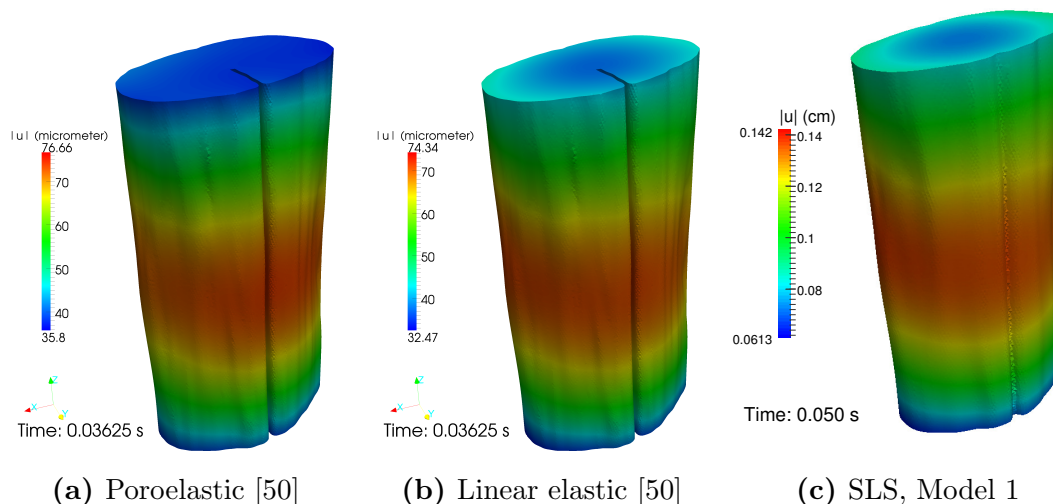 |u| (micrometer)
76.66
70
60
50
40
35.8
Z
X
Y
Time: 0.03625 s
(a) Poroelastic [50]
|u| (micrometer)
74.34
70
60
50
40
32.47
Z
X
Y
Time: 0.03625 s
(b) Linear elastic [50]
|u| (cm)
0.142
0.14
0.12
0.1
0.08
0.0613
Time: 0.050 s
(c) SLS, Model 1